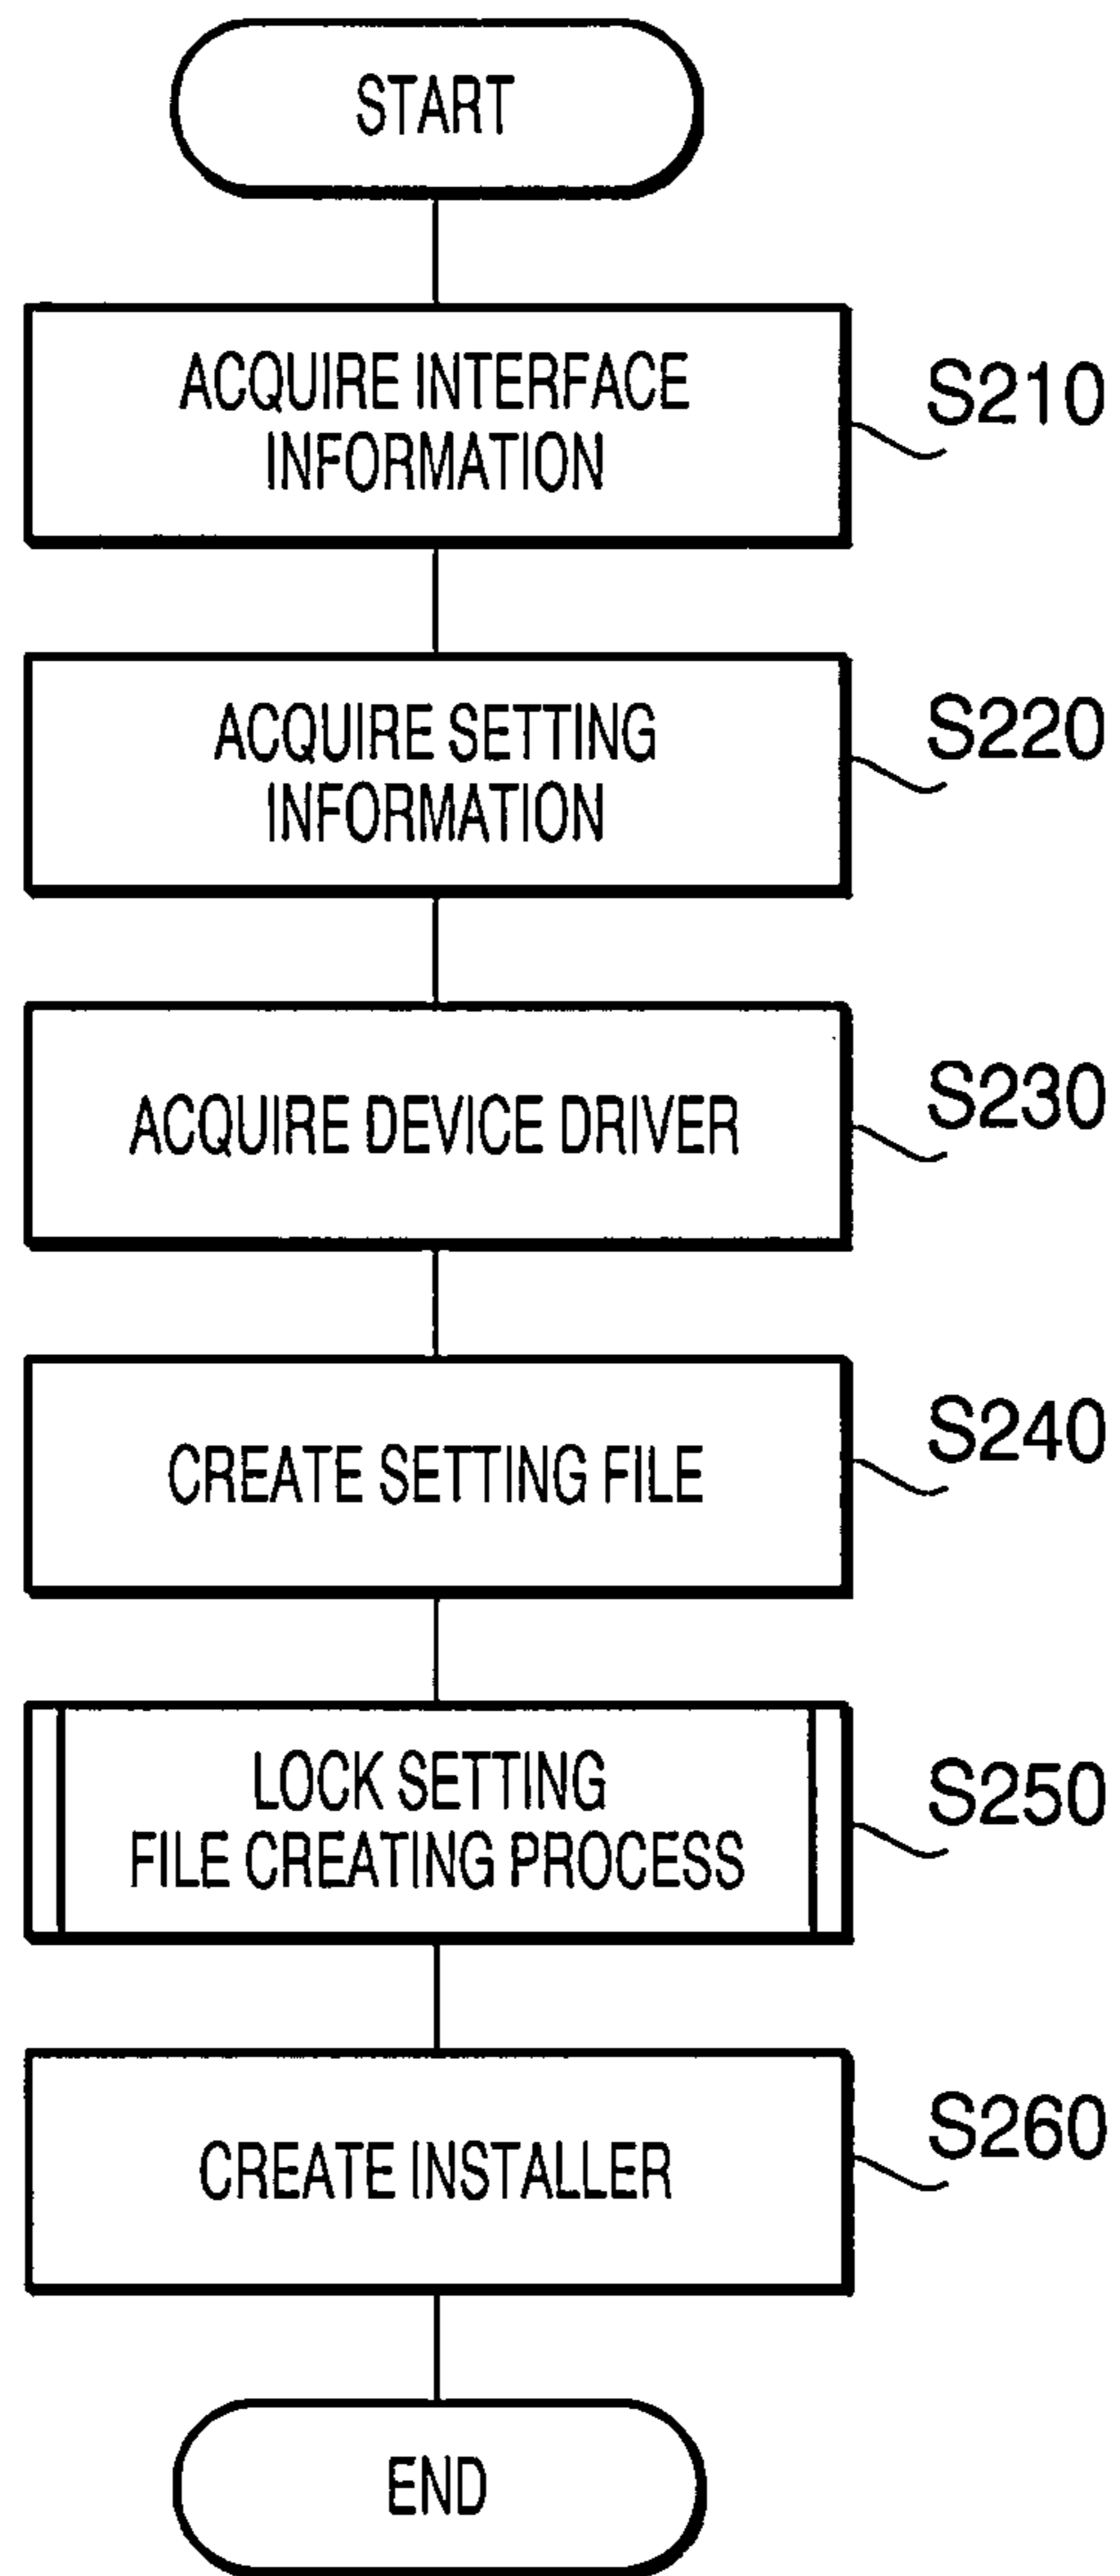 START
ACQUIRE INTERFACE
INFORMATION
S210
ACQUIRE SETTING
INFORMATION
S220
ACQUIRE DEVICE DRIVER
S230
CREATE SETTING FILE
S240
LOCK SETTING
FILE CREATING PROCESS
S250
CREATE INSTALLER
S260
END